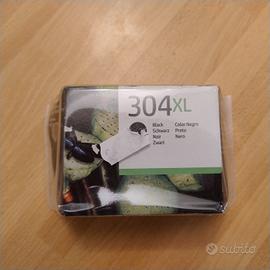 304XL
Black Color Negro
Schwarz Preto
Noir Nero
Zwart
subito